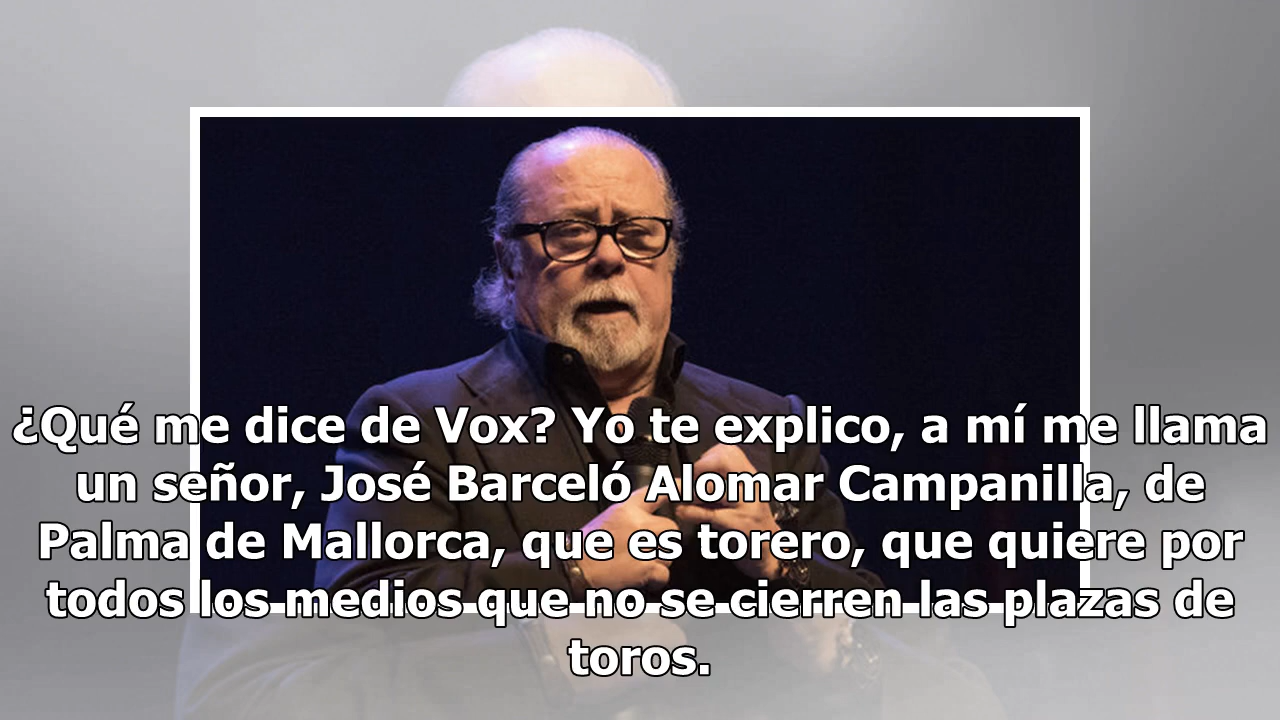 ¿Qué me dice de Vox? Yo te explico, a mí me llama
un señor, José Barceló Alomar Campanilla, de
Palma de Mallorca, que es torero, que quiere por
todos los medios que no se cierren las plazas de
toros.